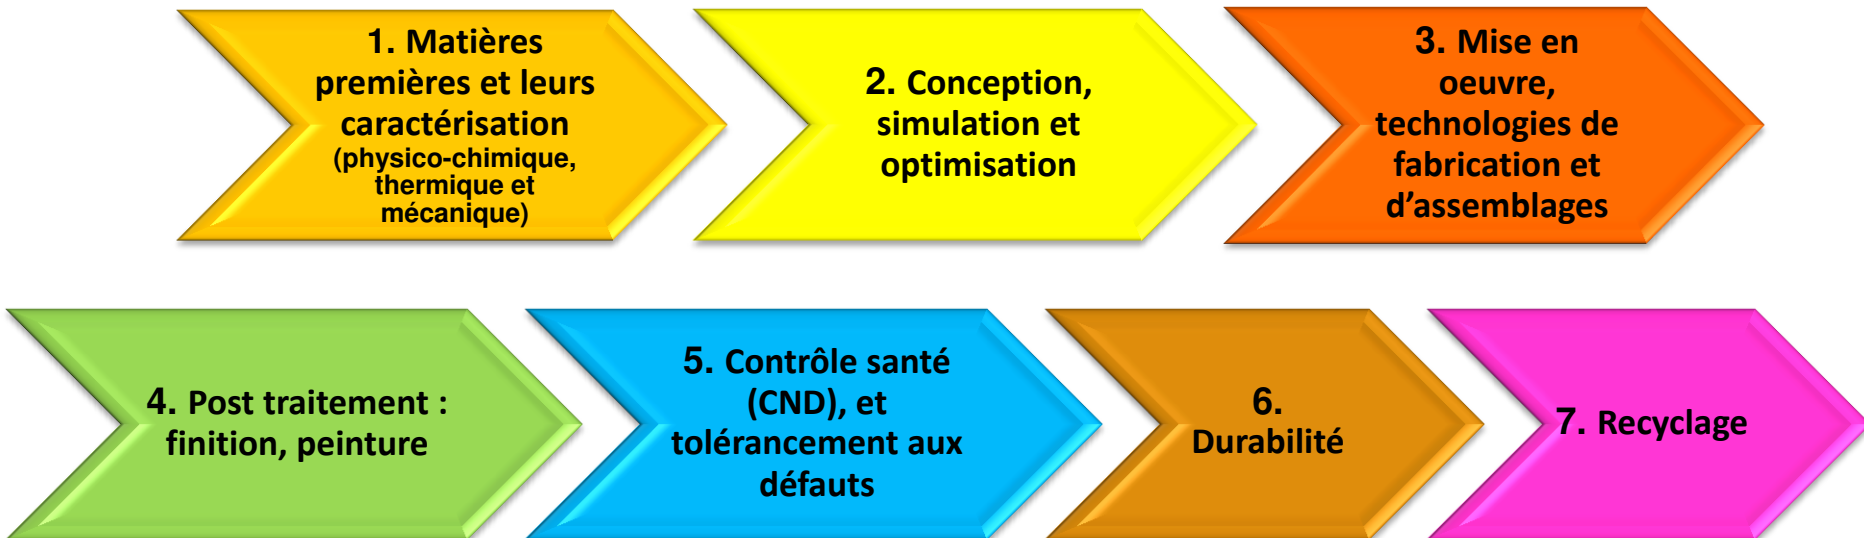 1. Matières
premières et leurs
caractérisation
(physico-chimique,
thermique et
mécanique)
2. Conception,
simulation et
optimisation
3. Mise en
oeuvre,
technologies de
fabrication et
d’assemblages
4. Post traitement :
finition, peinture
5. Contrôle santé
(CND), et
tolérancement aux
défauts
6.
Durabilité
7. Recyclage